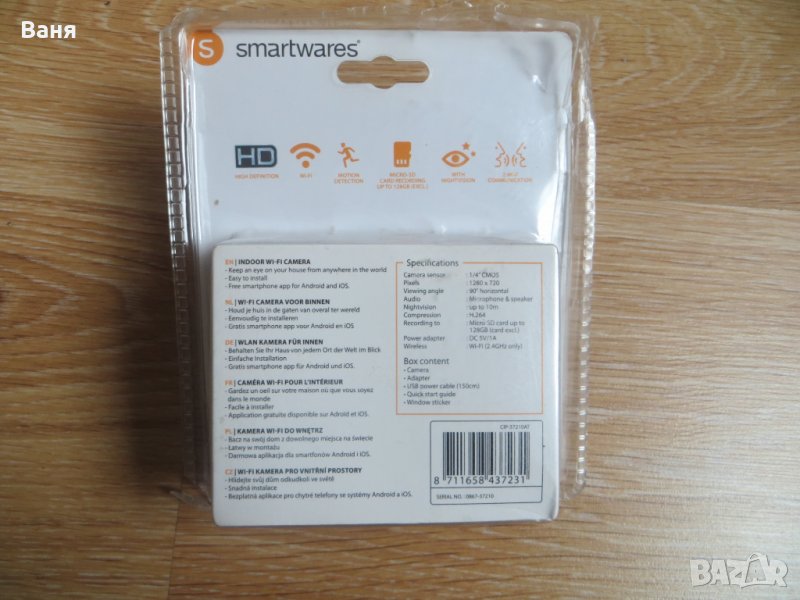 Ваня
S smartwares®
HD
HIGH DEFINITION
WI-FI
MOTION
DETECTION
MICRO SD
CARD RECORDING
UP TO 128GB (EXCL.)
WITH
NIGHTVISION
2-WAY
COMMUNICATION
EN | INDOOR WI-FI CAMERA
- Keep an eye on your house from anywhere in the world
- Easy to install
- Free smartphone app for Android and iOS
NL | WI-FI CAMERA VOOR BINNEN
- Houd je huis in de gaten van overal ter wereld
- Eenvoudig te installeren
- Gratis smartphone app voor Android en iOS
DE | WLAN KAMERA FÜR INNEN
- Behalten Sie Ihr Haus von jedem Ort der Welt im Blick
- Einfache Installation
- Gratis smartphone app für Android und iOS.
FR | CAMÉRA WI-FI POUR L'INTÉRIEUR
- Gardez un oeil sur votre maison où que vous soyez
dans le monde
- Facile à installer
- Application gratuite disponible sur Adroid et iOS.
PL | KAMERA WI-FI DO WNĘTRZ
- Bacz na swój dom z dowolnego miejsca na świecie
- Łatwy w montażu
- Darmowa aplikacja dla smartfonów Android i iOS
CZ | WI-FI KAMERA PRO VNITŘNÍ PROSTORY
- Hlídejte svůj dům odkudkoli ve světě
- Snadná instalace
- Bezplatná aplikace pro chytré telefony se systémy Android a iOS.
Specifications
Camera sensor : 1/4" CMOS
Pixels : 1280 x 720
Viewing angle : 90° horizontal
Audio : Microphone & speaker
Nightvision : up to 10m
Compression : H.264
Recording to : Micro SD card up to
128GB (card excl.)
Power adapter : DC 5V/1A
Wireless : Wi-Fi (2.4GHz only)
Box content
- Camera
- Adapter
- USB power cable (150cm)
- Quick start guide
- Window sticker
CIP-37210AT
8 711658 437231
SERIAL NO.: 0867-37210
BAZAR